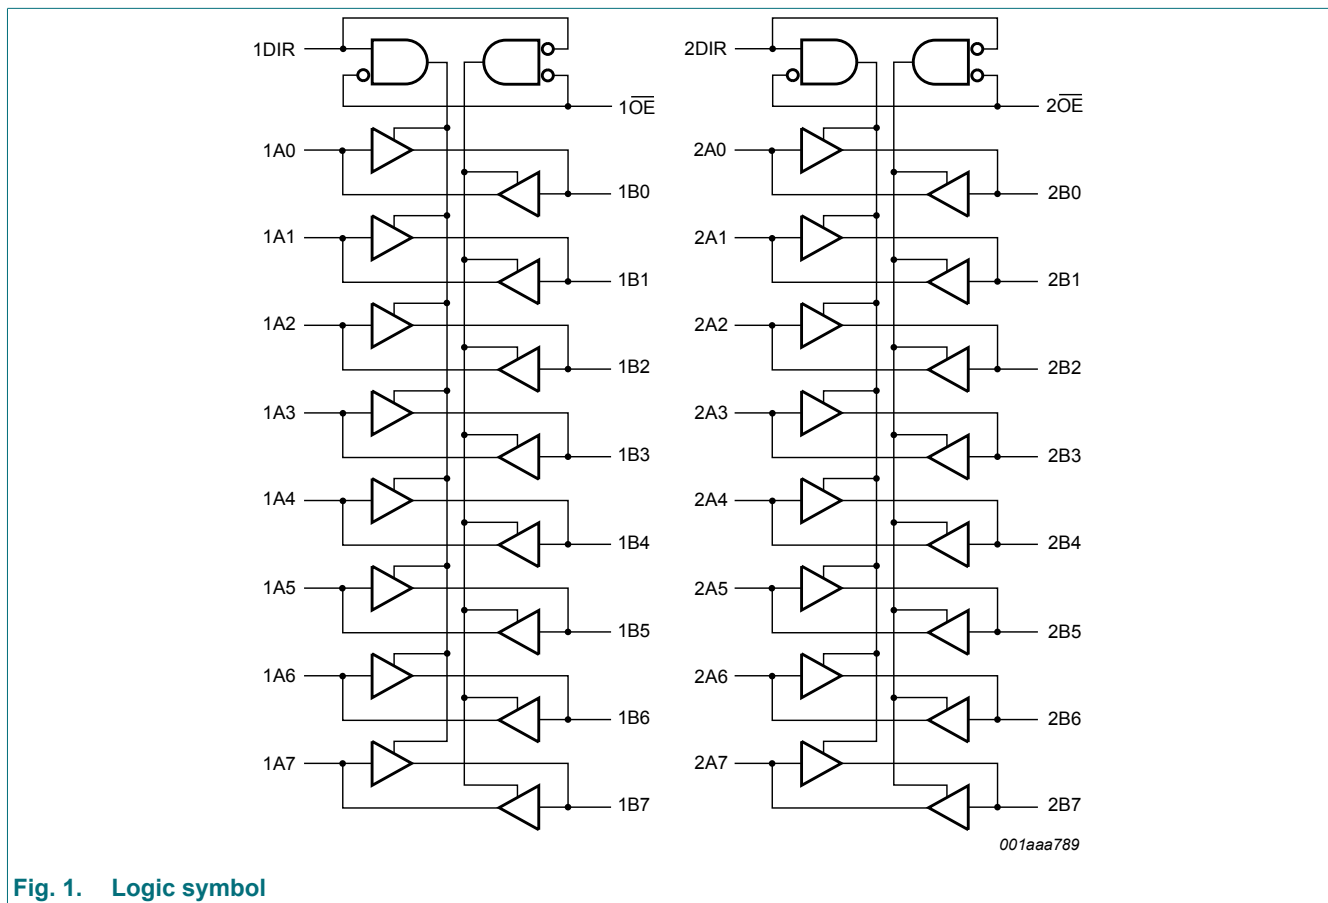 1DIR 2DIR
1O̅E̅ 2O̅E̅
1A0 2A0
1B0 2B0
1A1 2A1
1B1 2B1
1A2 2A2
1B2 2B2
1A3 2A3
1B3 2B3
1A4 2A4
1B4 2B4
1A5 2A5
1B5 2B5
1A6 2A6
1B6 2B6
1A7 2A7
1B7 2B7
001aaa789
Fig. 1. Logic symbol